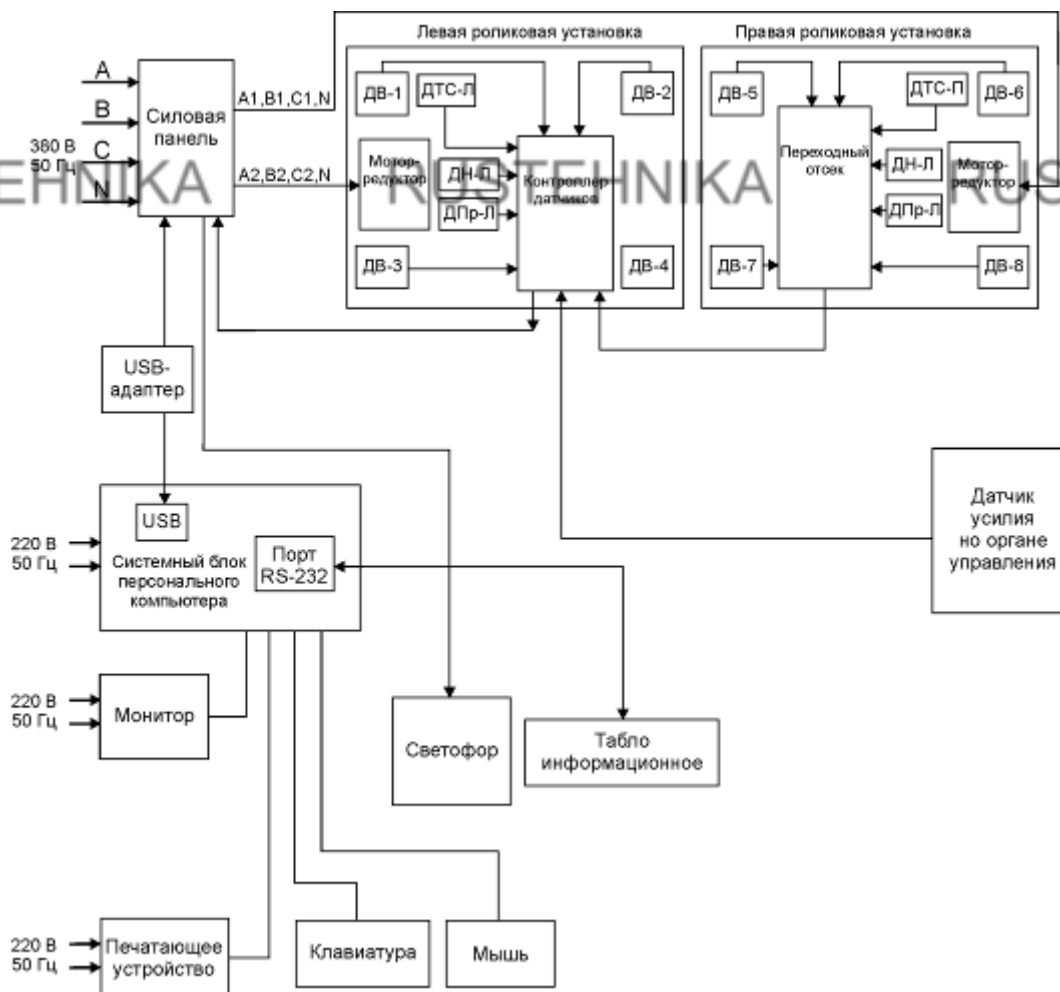 Левая роликовая установка
Правая роликовая установка
A
B
C
N
380 В
50 Гц
Силовая
панель
A1,B1,C1,N
A2,B2,C2,N
ДВ-1
ДТС-Л
ДВ-2
Мотор-
редуктор
ДН-Л
ДПр-Л
Контроллер
датчиков
ДВ-3
ДВ-4
ДВ-5
ДТС-П
ДВ-6
Переходный
отсек
ДН-Л
ДПр-Л
Мотор-
редуктор
ДВ-7
ДВ-8
EHNIKA
RUSTEHNIKA
RUS
USB-
адаптер
USB
220 В
50 Гц
Системный блок
персонального
компьютера
Порт
RS-232
Датчик
усилия
но органе
управления
220 В
50 Гц
Монитор
Светофор
Табло
информационное
220 В
50 Гц
Печатающее
устройство
Клавиатура
Мышь